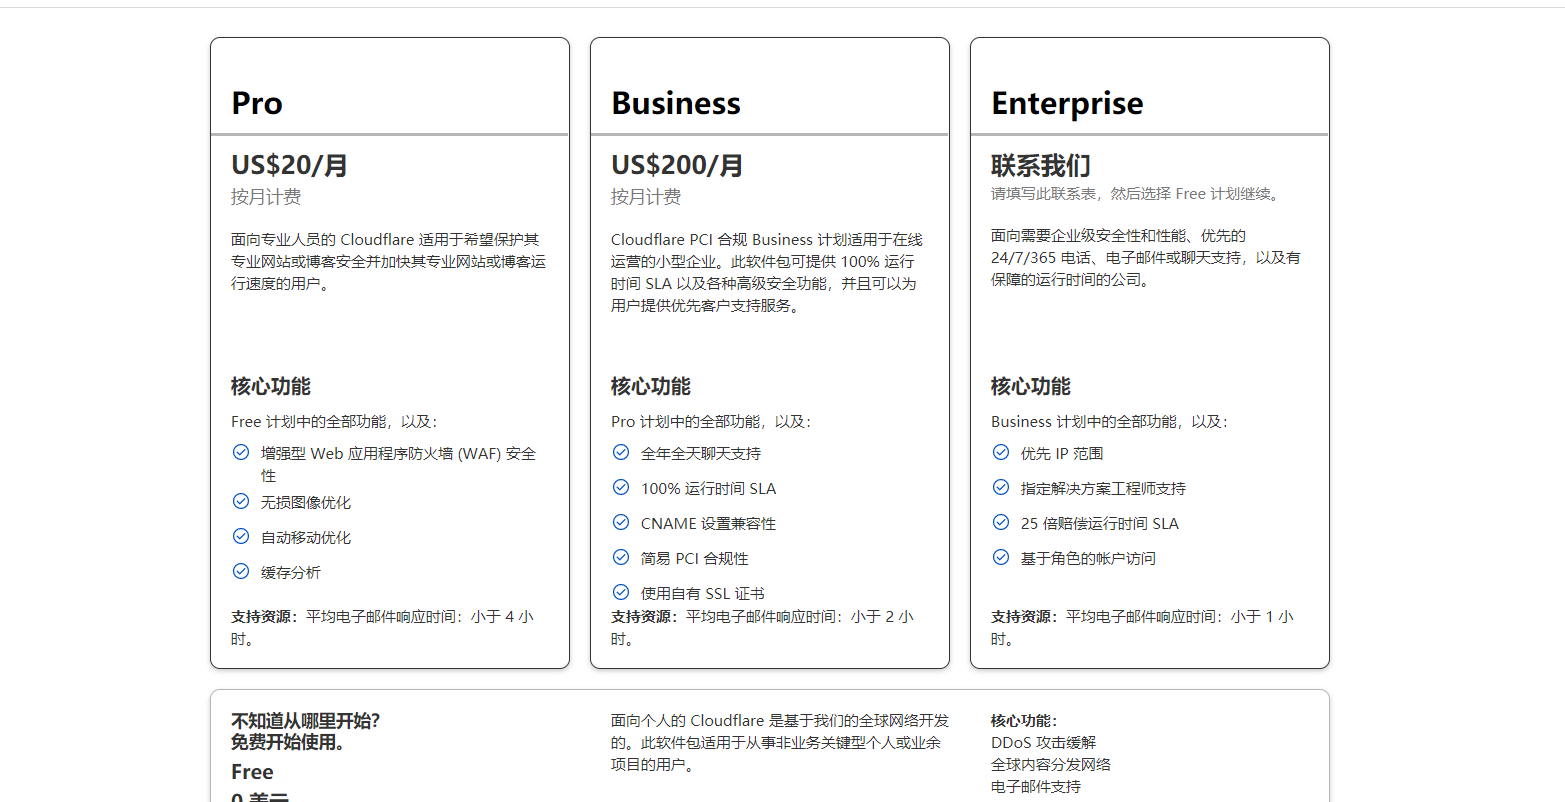 Pro
US$20/月
按月计费
面向专业人员的 Cloudflare 适用于希望保护其
专业网站或博客安全并加快其专业网站或博客运
行速度的用户。
核心功能
Free 计划中的全部功能，以及：
增强型 Web 应用程序防火墙 (WAF) 安全
性
无损图像优化
自动移动优化
缓存分析
支持资源：平均电子邮件响应时间：小于 4 小
时。
Business
US$200/月
按月计费
Cloudflare PCI 合规 Business 计划适用于在线
运营的小型企业。此软件包可提供 100% 运行
时间 SLA 以及各种高级安全功能，并且可以为
用户提供优先客户支持服务。
核心功能
Pro 计划中的全部功能，以及：
全年全天聊天支持
100% 运行时间 SLA
CNAME 设置兼容性
简易 PCI 合规性
使用自有 SSL 证书
支持资源：平均电子邮件响应时间：小于 2 小
时。
Enterprise
联系我们
请填写此联系表，然后选择 Free 计划继续。
面向需要企业级安全性和性能、优先的
24/7/365 电话、电子邮件或聊天支持，以及有
保障的运行时间的公司。
核心功能
Business 计划中的全部功能，以及：
优先 IP 范围
指定解决方案工程师支持
25 倍赔偿运行时间 SLA
基于角色的帐户访问
支持资源：平均电子邮件响应时间：小于 1 小
时。
不知道从哪里开始？
免费开始使用。
Free
0 美元
面向个人的 Cloudflare 是基于我们的全球网络开发
的。此软件包适用于从事非业务关键型个人或业余
项目的用户。
核心功能：
DDoS 攻击缓解
全球内容分发网络
电子邮件支持